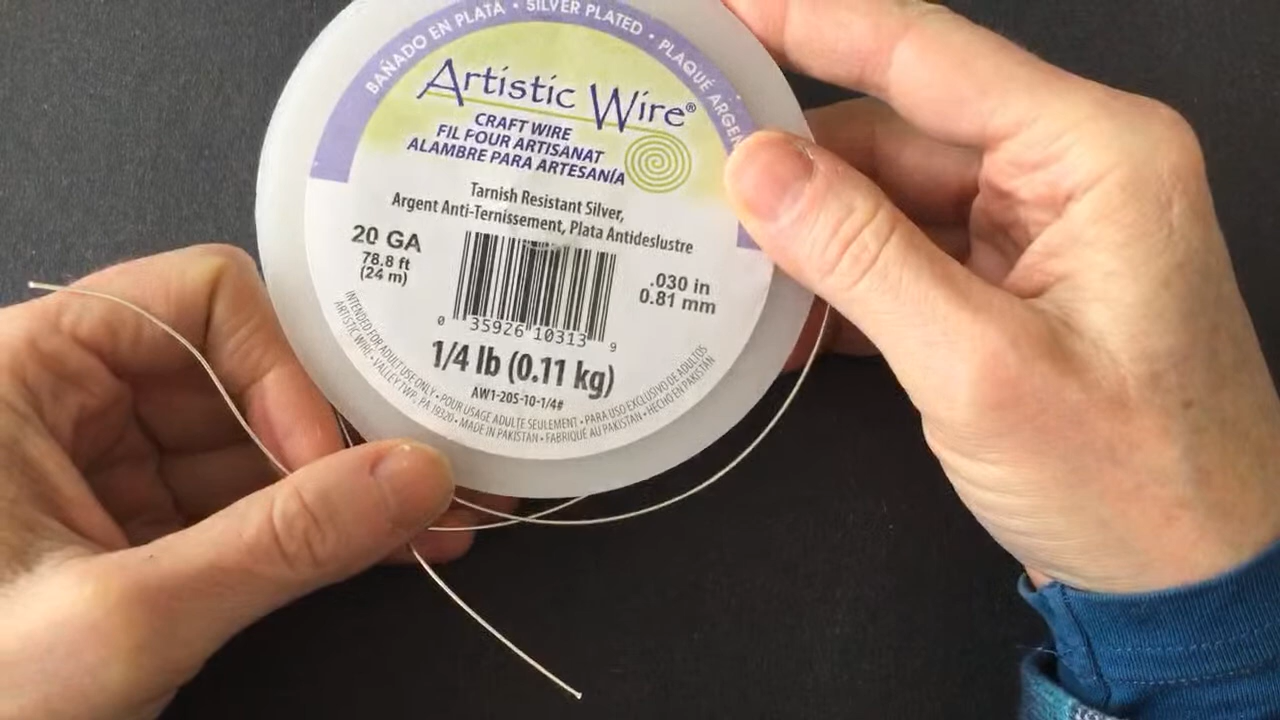 BAÑADO EN PLATA • SILVER PLATED • PLAQUÉ ARGEN
Artistic Wire®
CRAFT WIRE
FIL POUR ARTISANAT
ALAMBRE PARA ARTESANÍA
Tarnish Resistant Silver,
Argent Anti-Ternissement, Plata Antideslustre
20 GA
78.8 ft
(24 m)
.030 in
0.81 mm
0 35926 10313 9
1/4 lb (0.11 kg)
AW1-20S-10-1/4#
INTENDED FOR ADULT USE ONLY • POUR USAGE ADULTE SEULEMENT • PARA USO EXCLUSIVO DE ADULTOS
ARTISTIC WIRE • VALLEY TWP, PA 19320 • MADE IN PAKISTAN • FABRIQUÉ AU PAKISTAN • HECHO EN PAKISTÁN